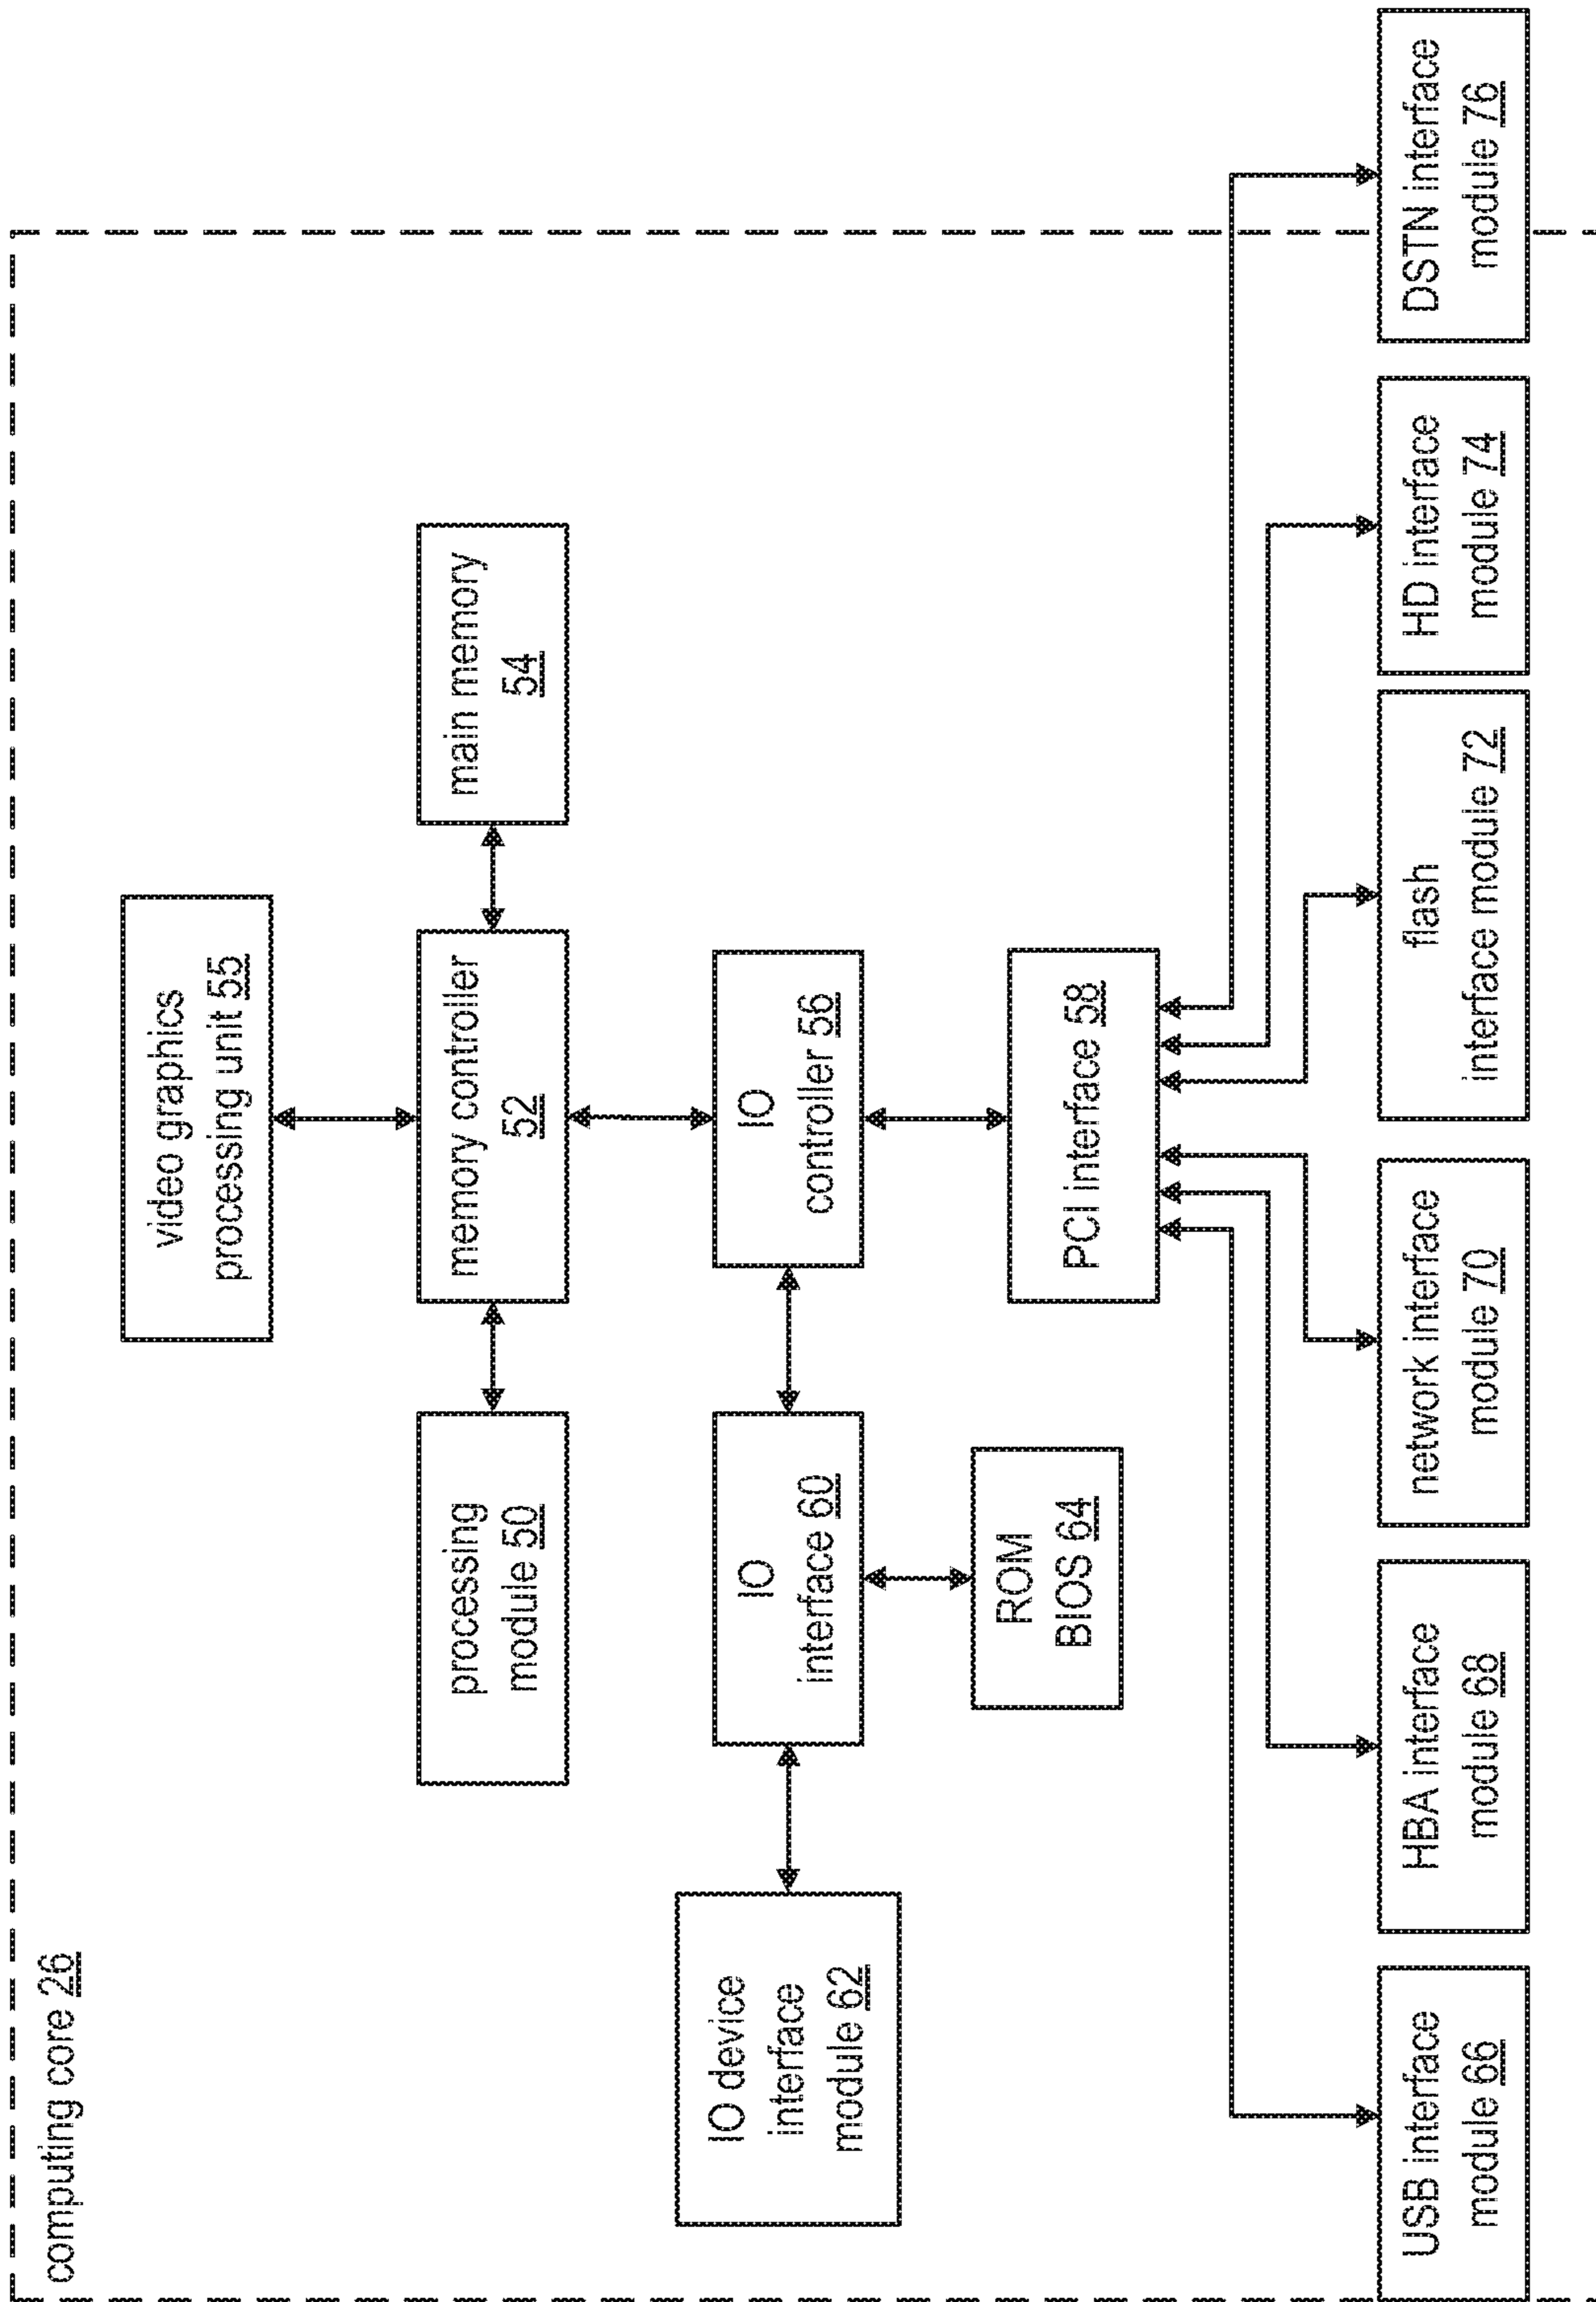 computing core 26
video graphics
processing unit 55
processing
module 50
memory controller
52
main memory
54
IO device
interface
module 62
IO
interface 60
IO
controller 56
ROM
BIOS 64
PCI interface 58
USB interface
module 66
HBA interface
module 68
network interface
module 70
flash
interface module 72
HD interface
module 74
DSTN interface
module 76